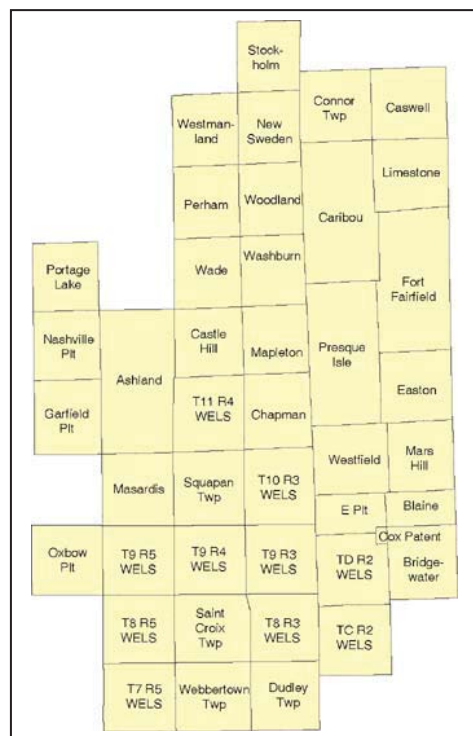 Stock-
holm
Connor
Twp
Caswell
Westman-
land
New
Sweden
Limestone
Perham
Woodland
Caribou
Portage
Lake
Wade
Washburn
Fort
Fairfield
Nashville
Plt
Castle
Hill
Mapleton
Presque
Isle
Ashland
Garfield
Plt
T11 R4
WELS
Chapman
Easton
Masardis
Squapan
Twp
T10 R3
WELS
Westfield
Mars
Hill
E Plt
Blaine
Cox Patent
Oxbow
Plt
T9 R5
WELS
T9 R4
WELS
T9 R3
WELS
TD R2
WELS
Bridge-
water
T8 R5
WELS
Saint
Croix
Twp
T8 R3
WELS
TC R2
WELS
T7 R5
WELS
Webbertown
Twp
Dudley
Twp